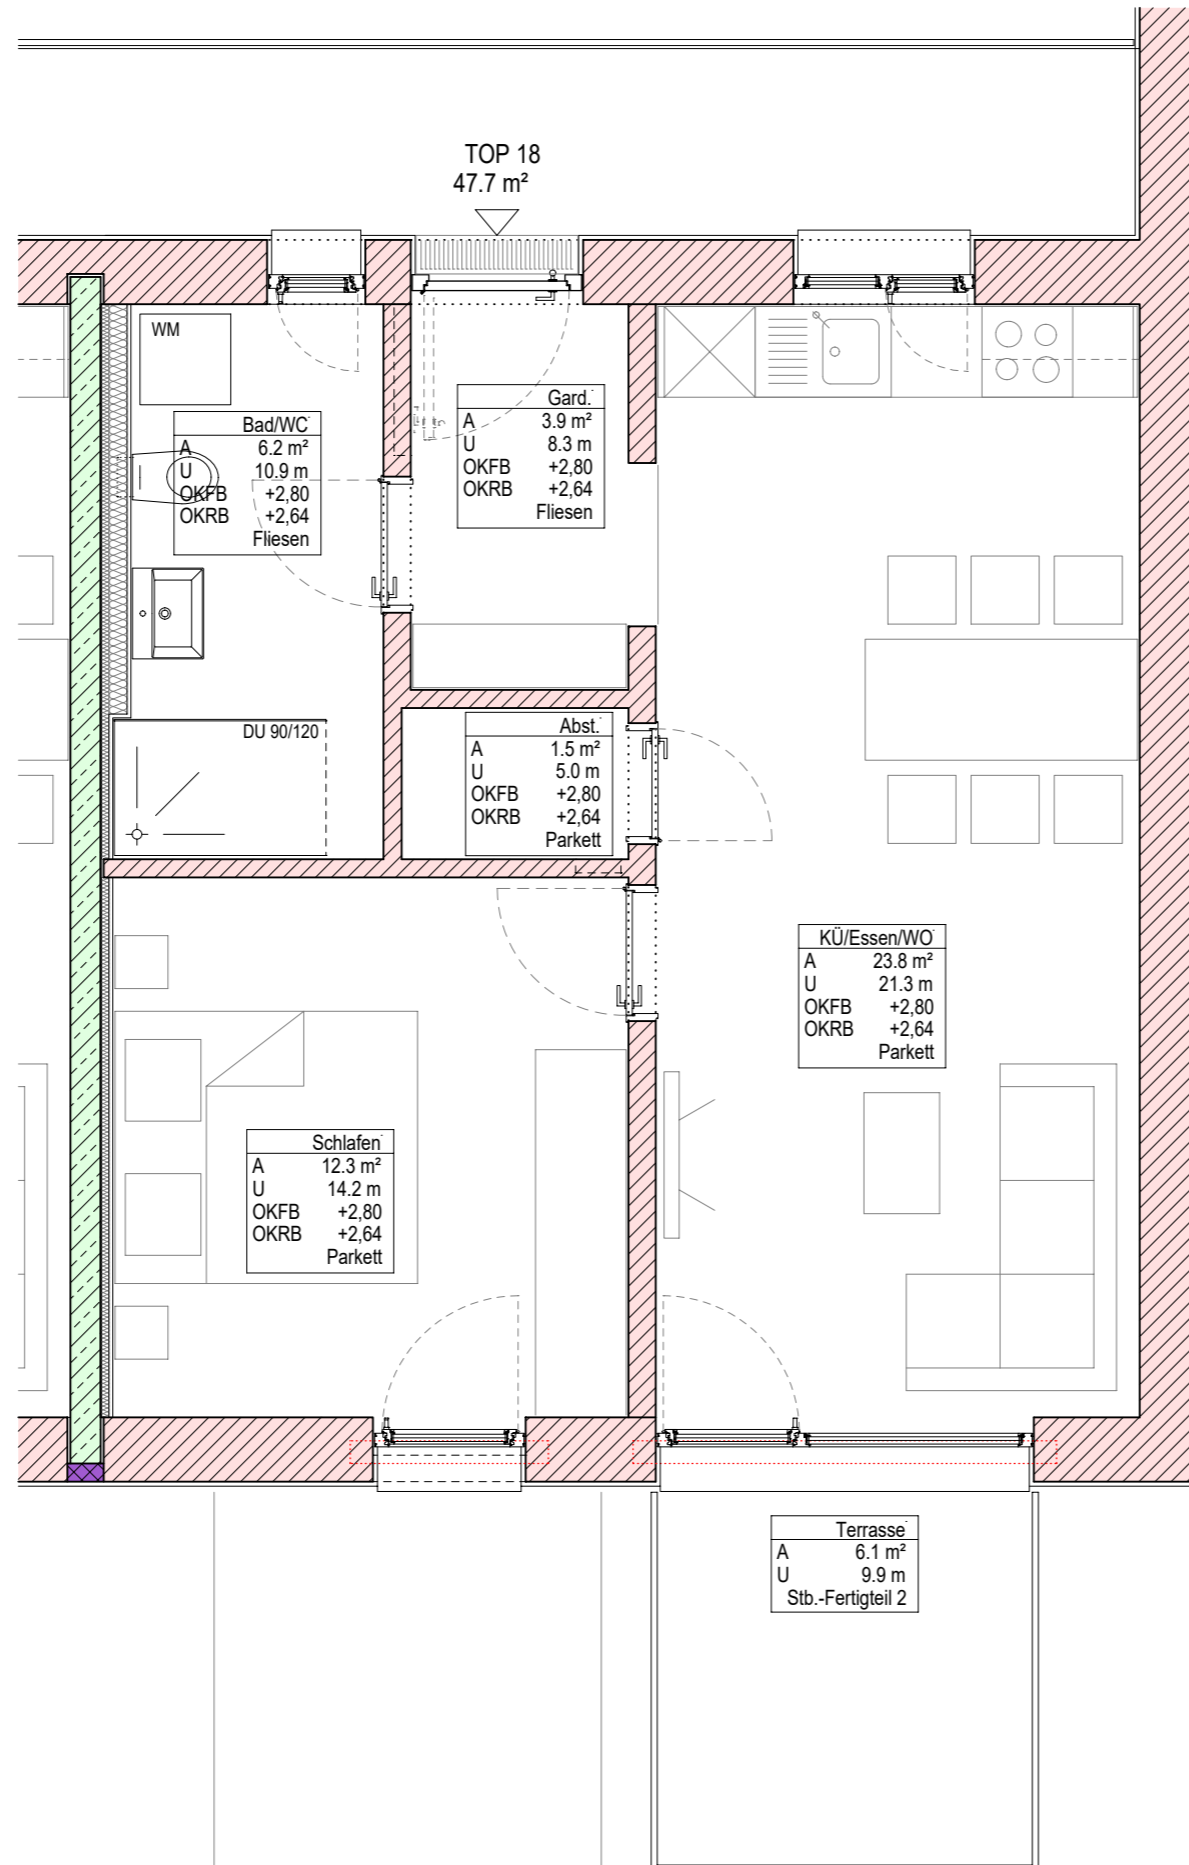 TOP 18
47.7 m²
WM
Bad/WC
A 6.2 m²
U 10.9 m
OKFB +2,80
OKRB +2,64
Fliesen
Gard.
A 3.9 m²
U 8.3 m
OKFB +2,80
OKRB +2,64
Fliesen
DU 90/120
Abst.
A 1.5 m²
U 5.0 m
OKFB +2,80
OKRB +2,64
Parkett
KÜ/Essen/WO
A 23.8 m²
U 21.3 m
OKFB +2,80
OKRB +2,64
Parkett
Schlafen
A 12.3 m²
U 14.2 m
OKFB +2,80
OKRB +2,64
Parkett
Terrasse
A 6.1 m²
U 9.9 m
Stb.-Fertigteil 2